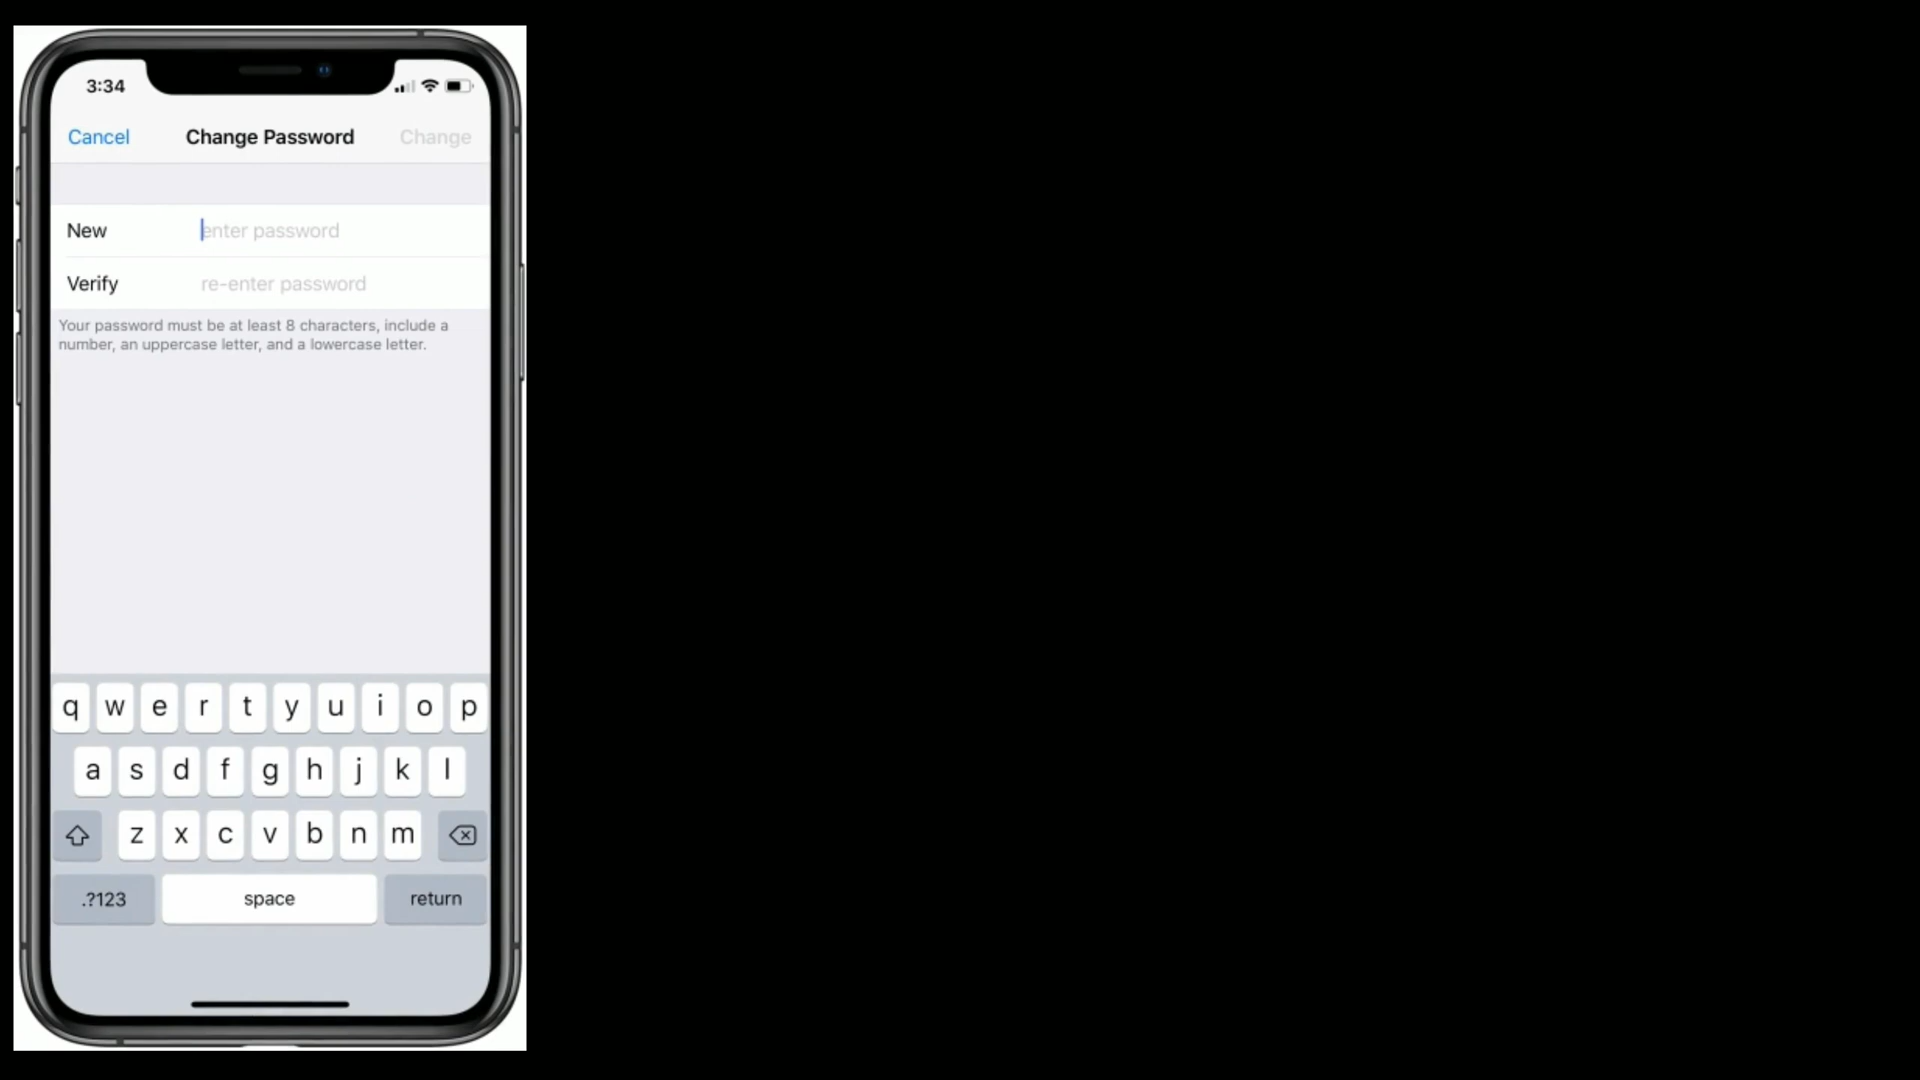 3:34
Cancel Change Password Change
New enter password
Verify re-enter password
Your password must be at least 8 characters, include a
number, an uppercase letter, and a lowercase letter.
q w e r t y u i o p
a s d f g h j k l
z x c v b n m
.?123 space return